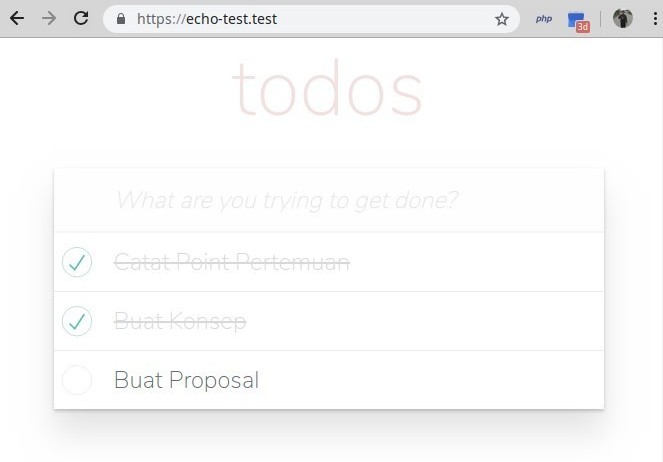 https://echo-test.test
php
3d
todos
What are you trying to get done?
Catat Point Pertemuan
Buat Konsep
Buat Proposal